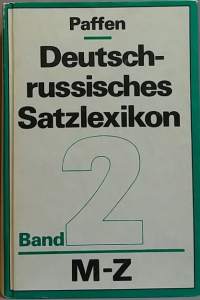 Paffen
Deutsch-
russisches
Satzlexikon
Band 2
M-Z